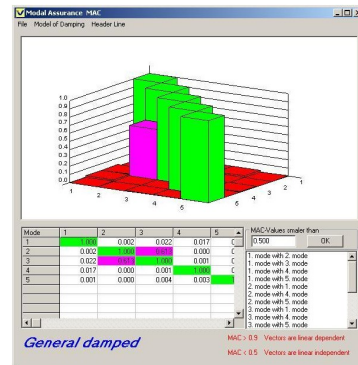 Modal Assurance MAC
File Model of Damping Header Line
1.0
0.9
0.8
0.7
0.6
0.5
0.4
0.3
0.2
0.1
0.0
1 2 3 4 5
5 4 3 2 1
Mode 1 2 3 4 5
1 1.000 0.002 0.022 0.017
2 0.002 1.000 0.000
3 0.022 1.000 0.001
4 0.017 0.000 0.001 1.000
5 0.001 0.000 0.004 0.003
MAC-Values smaler than
0.500 OK
1. mode with 2. mode
1. mode with 3. mode
1. mode with 4. mode
1. mode with 5. mode
2. mode with 1. mode
2. mode with 4. mode
2. mode with 5. mode
3. mode with 1. mode
3. mode with 4. mode
3. mode with 5. mode
General damped
MAC > 0.9 Vectors are linear dependent
MAC < 0.5 Vectors are linear independent